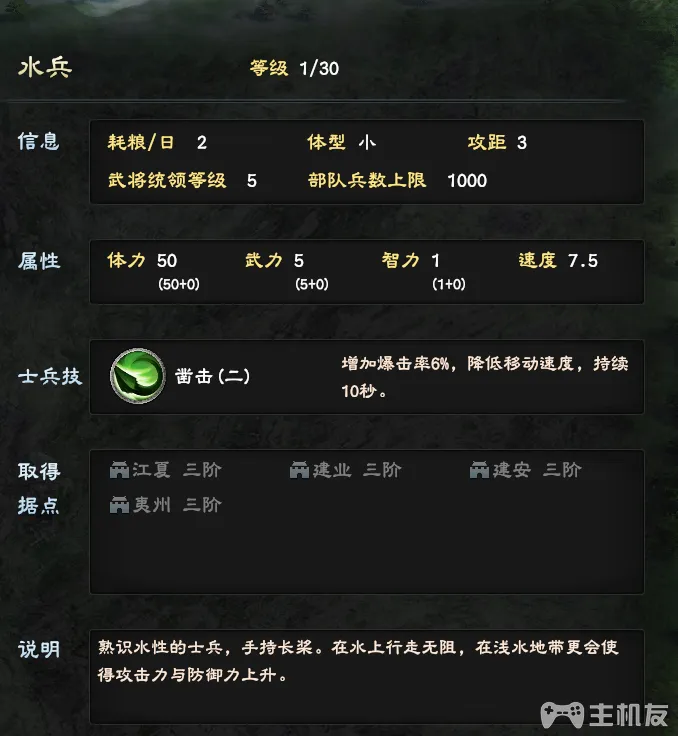 水兵 等级 1/30
信息 耗粮/日 2 体型 小 攻距 3
武将统领等级 5 部队兵数上限 1000
属性 体力 50 武力 5 智力 1 速度 7.5
(50+0) (5+0) (1+0)
士兵技 凿击(二) 增加爆击率6%，降低移动速度，持续
10秒。
取得 江夏 三阶 建业 三阶 建安 三阶
据点 夷州 三阶
说明 熟识水性的士兵，手持长桨。在水上行走无阻，在浅水地带更会使
得攻击力与防御力上升。
主机友